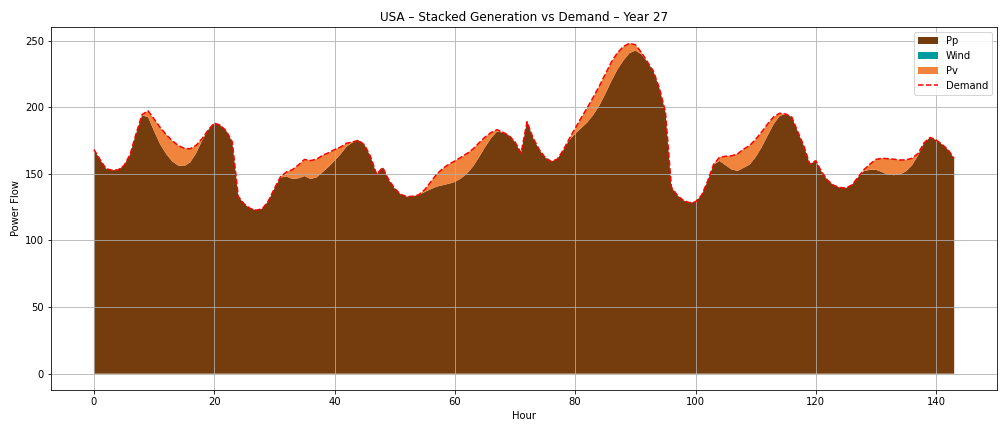 USA – Stacked Generation vs Demand – Year 27
250
200
150
100
50
0
Power Flow
Pp
Wind
Pv
Demand
0 20 40 60 80 100 120 140
Hour